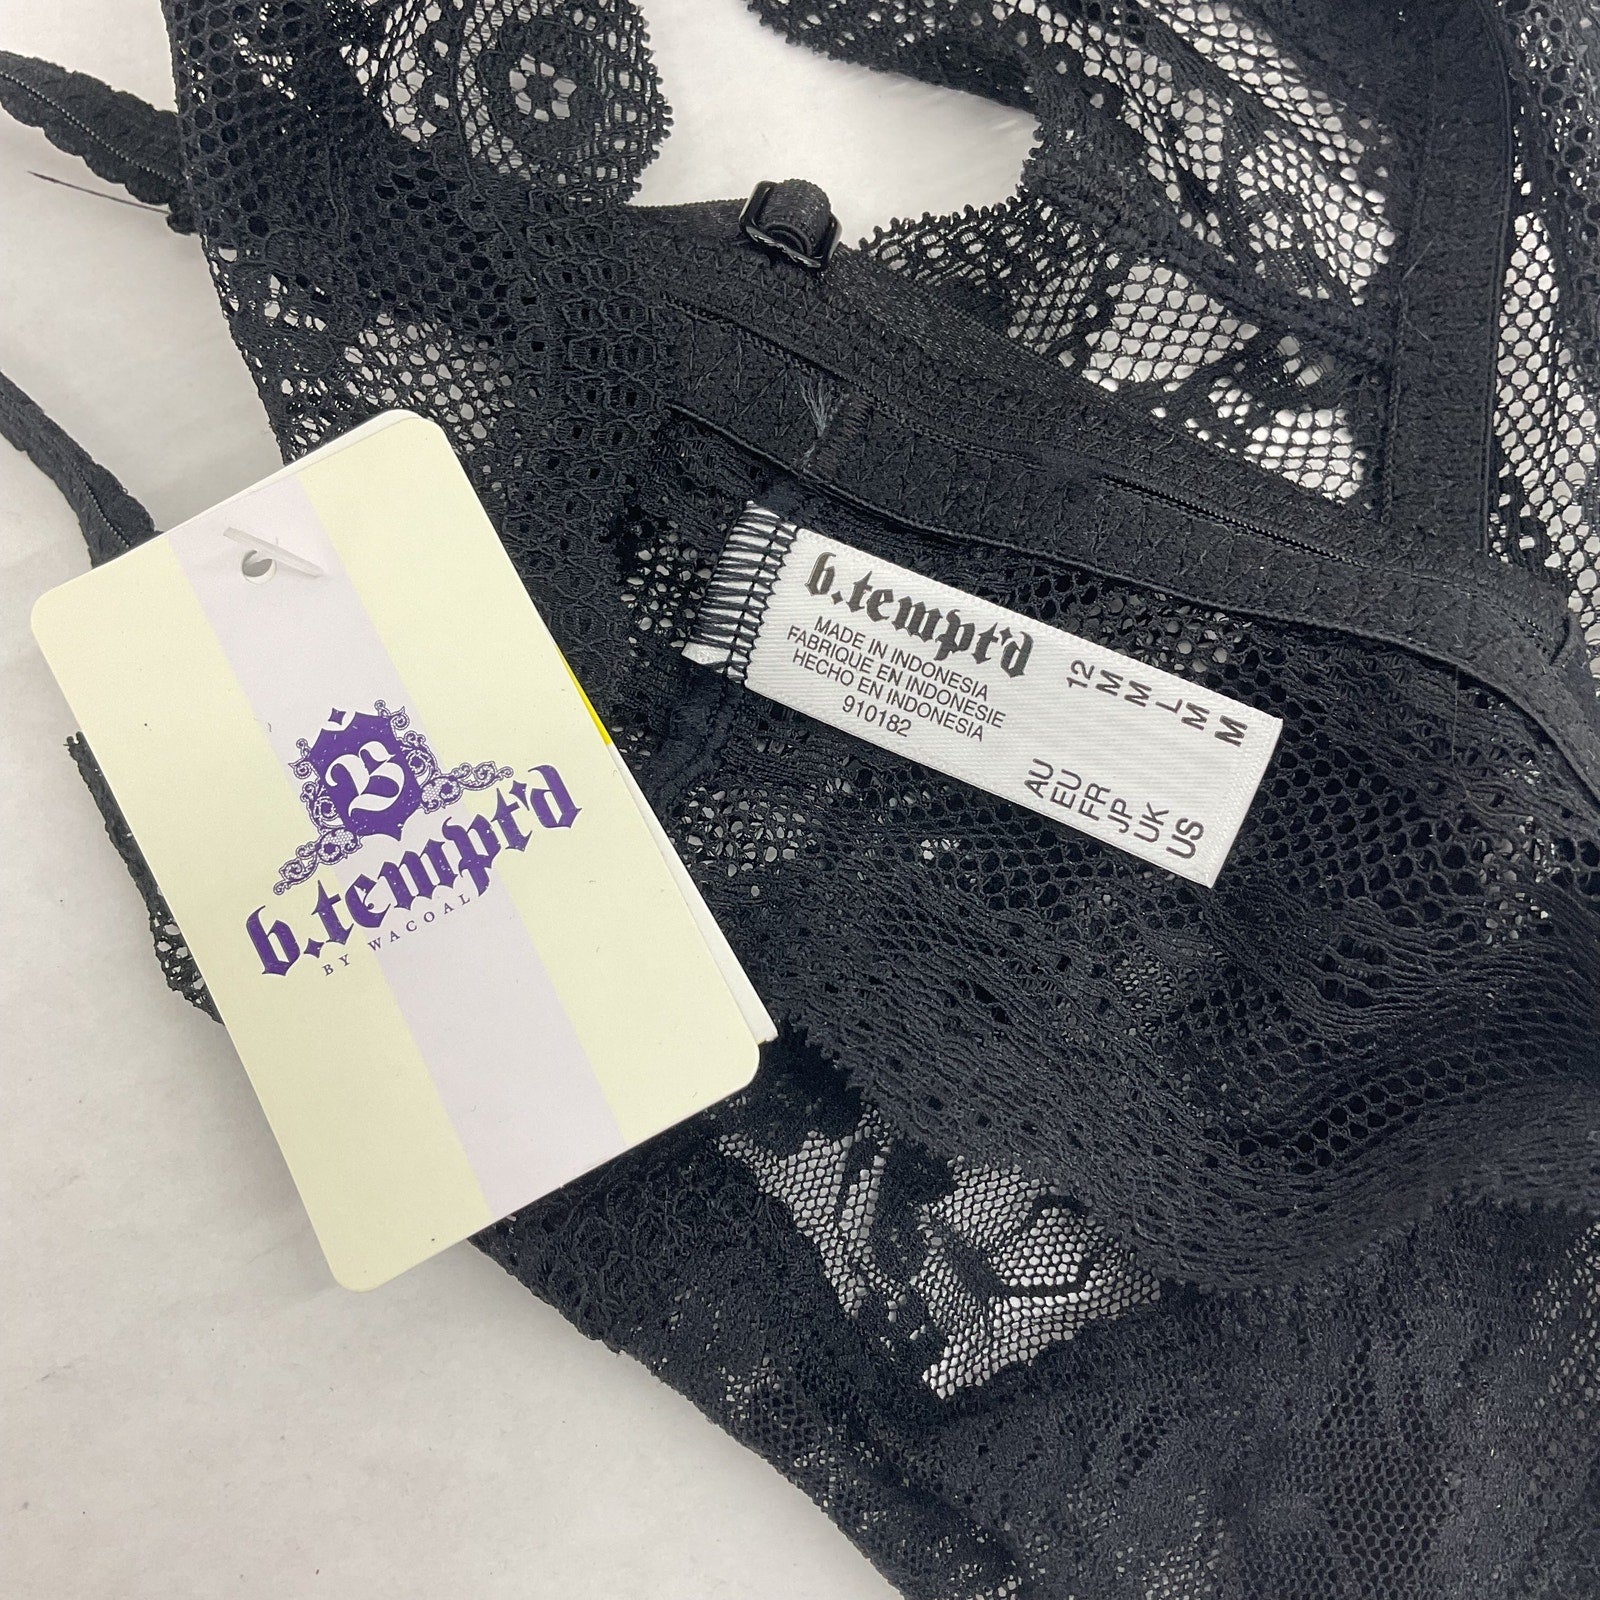 B
b.tempt'd
BY WACOAL
b.tempt'd
MADE IN INDONESIA
FABRIQUE EN INDONESIE
HECHO EN INDONESIA
910182
AU 12
EU M
FR M
JP L
UK M
US M